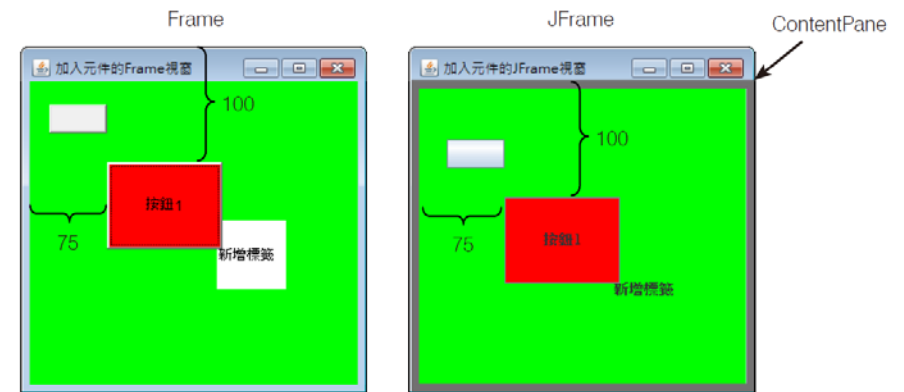 Frame
JFrame
ContentPane
加入元件的Frame視窗
加入元件的JFrame視窗
100
100
按鈕1
按鈕1
75
75
新增標籤
新增標籤